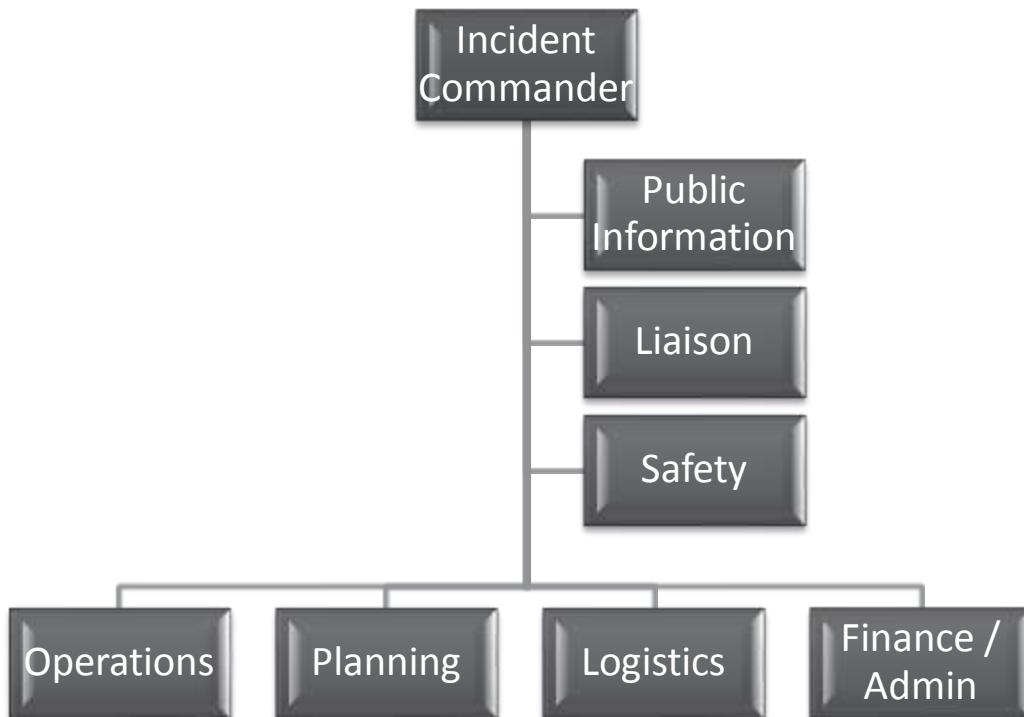 Incident
Commander
Public
Information
Liaison
Safety
Operations
Planning
Logistics
Finance /
Admin